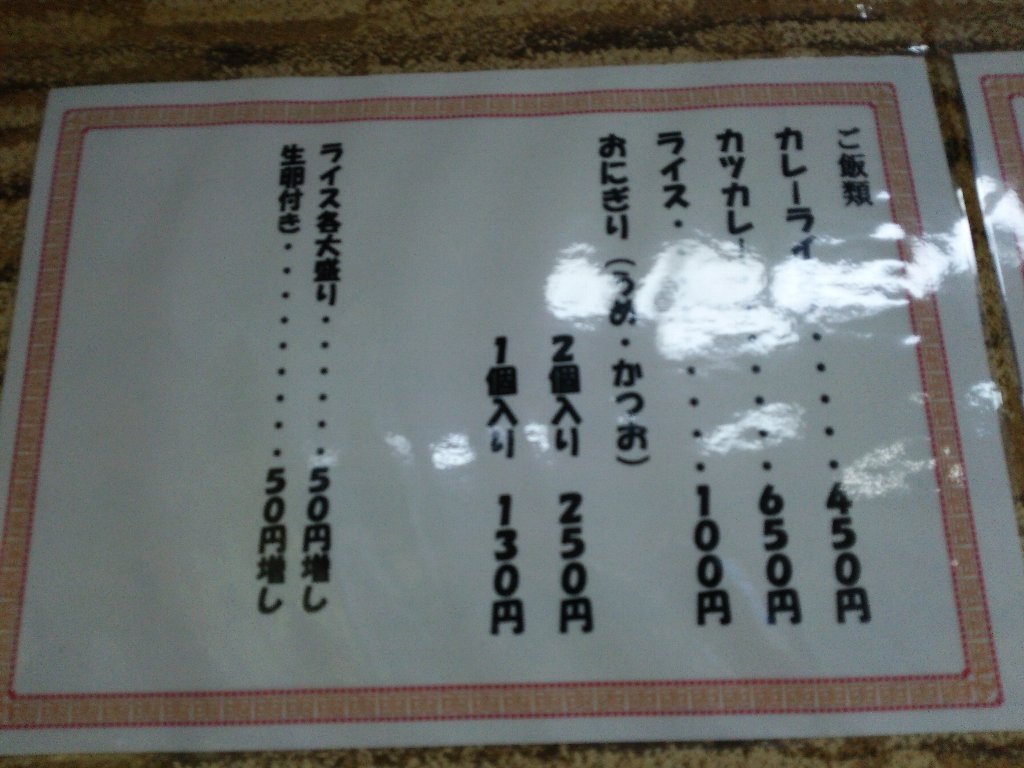 ご飯類
カレーライ・・・・450円
カツカレー・・・・650円
ライス・・・・100円
おにぎり（うめ・かつお）
2個入り 250円
1個入り 130円
ライス各大盛り・・・・・・50円増し
生卵付き・・・・・・・・・50円増し